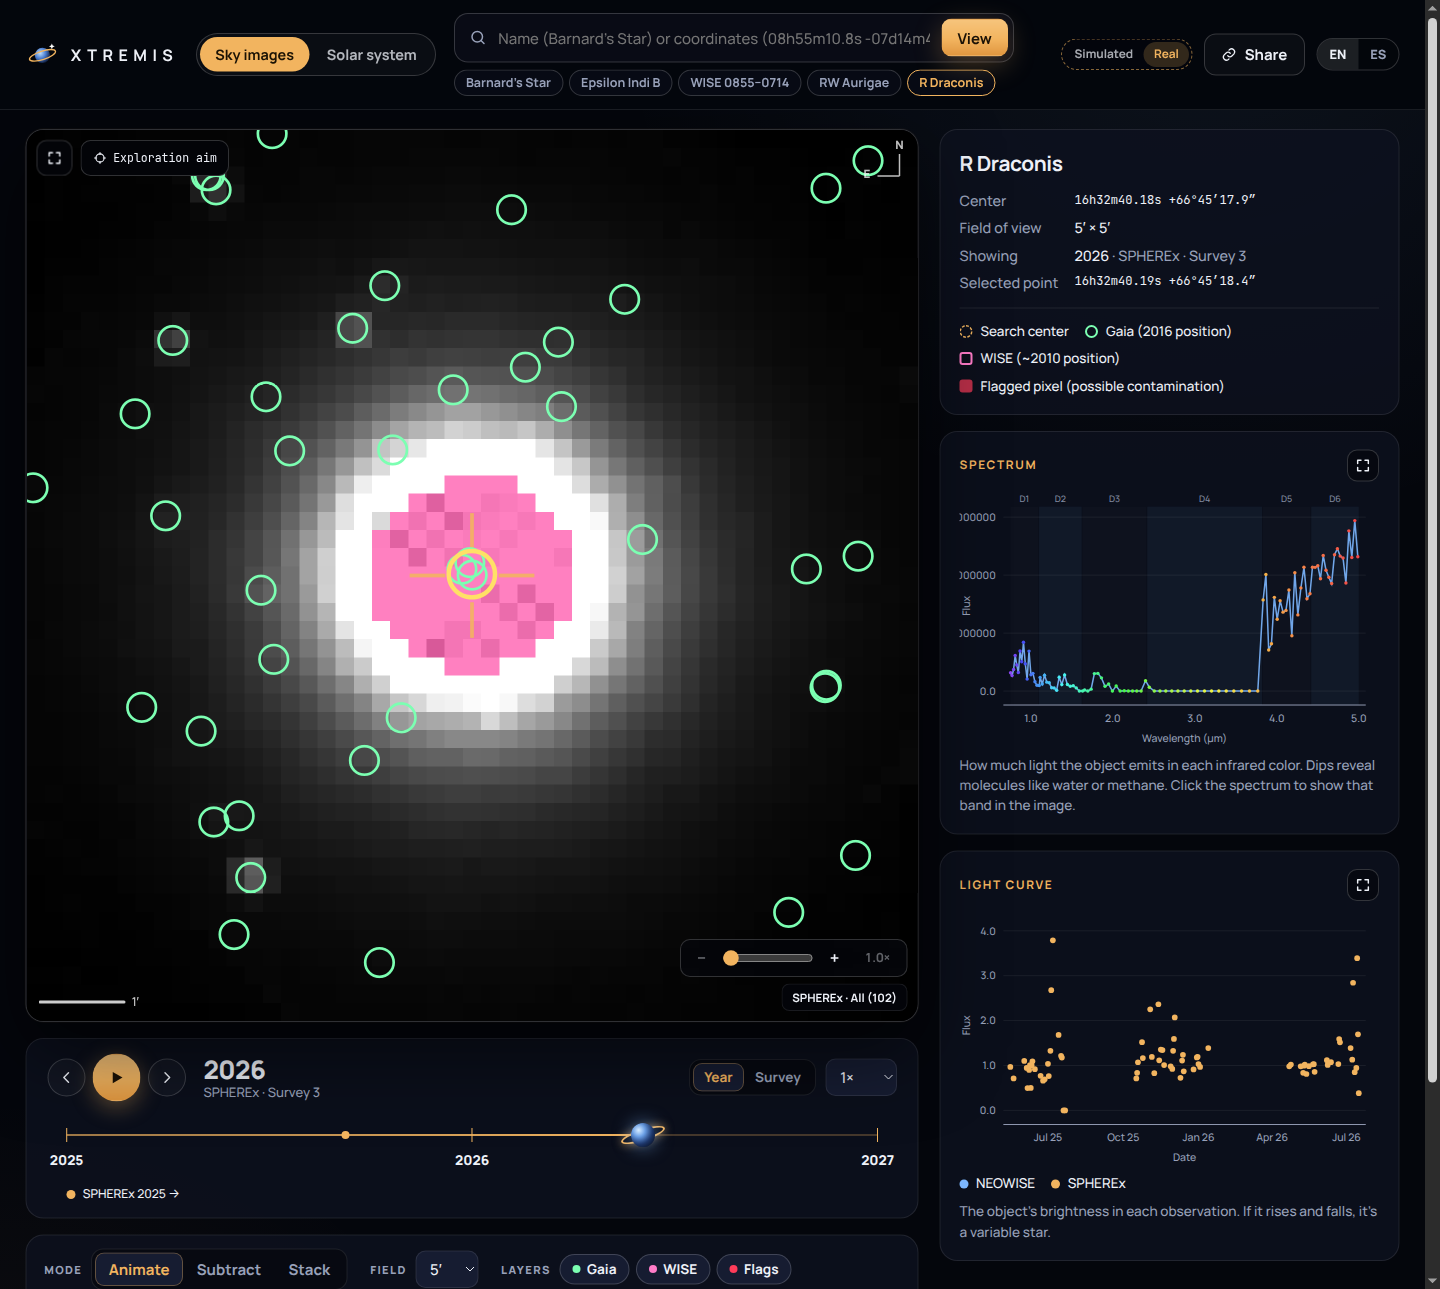 XTREMIS
Sky images
Solar system
Name (Barnard's Star) or coordinates (08h55m10.8s -07d14m4
View
Barnard's Star
Epsilon Indi B
WISE 0855-0714
RW Aurigae
R Draconis
Simulated
Real
Share
EN
ES
Exploration aim
N
E
1′
1.0×
SPHEREx · All (102)
R Draconis
Center 16h32m40.18s +66°45′17.9″
Field of view 5′ × 5′
Showing 2026 · SPHEREx · Survey 3
Selected point 16h32m40.19s +66°45′18.4″
Search center
Gaia (2016 position)
WISE (~2010 position)
Flagged pixel (possible contamination)
SPECTRUM
D1 D2 D3 D4 D5 D6
000000
000000
000000
0.0
Flux
1.0 2.0 3.0 4.0 5.0
Wavelength (µm)
How much light the object emits in each infrared color. Dips reveal
molecules like water or methane. Click the spectrum to show that
band in the image.
LIGHT CURVE
4.0
3.0
2.0
1.0
0.0
Flux
Jul 25 Oct 25 Jan 26 Apr 26 Jul 26
Date
NEOWISE
SPHEREx
The object's brightness in each observation. If it rises and falls, it's
a variable star.
2026
SPHEREx · Survey 3
Year
Survey
1×
2025
2026
2027
SPHEREx 2025 →
MODE
Animate
Subtract
Stack
FIELD
5′
LAYERS
Gaia
WISE
Flags